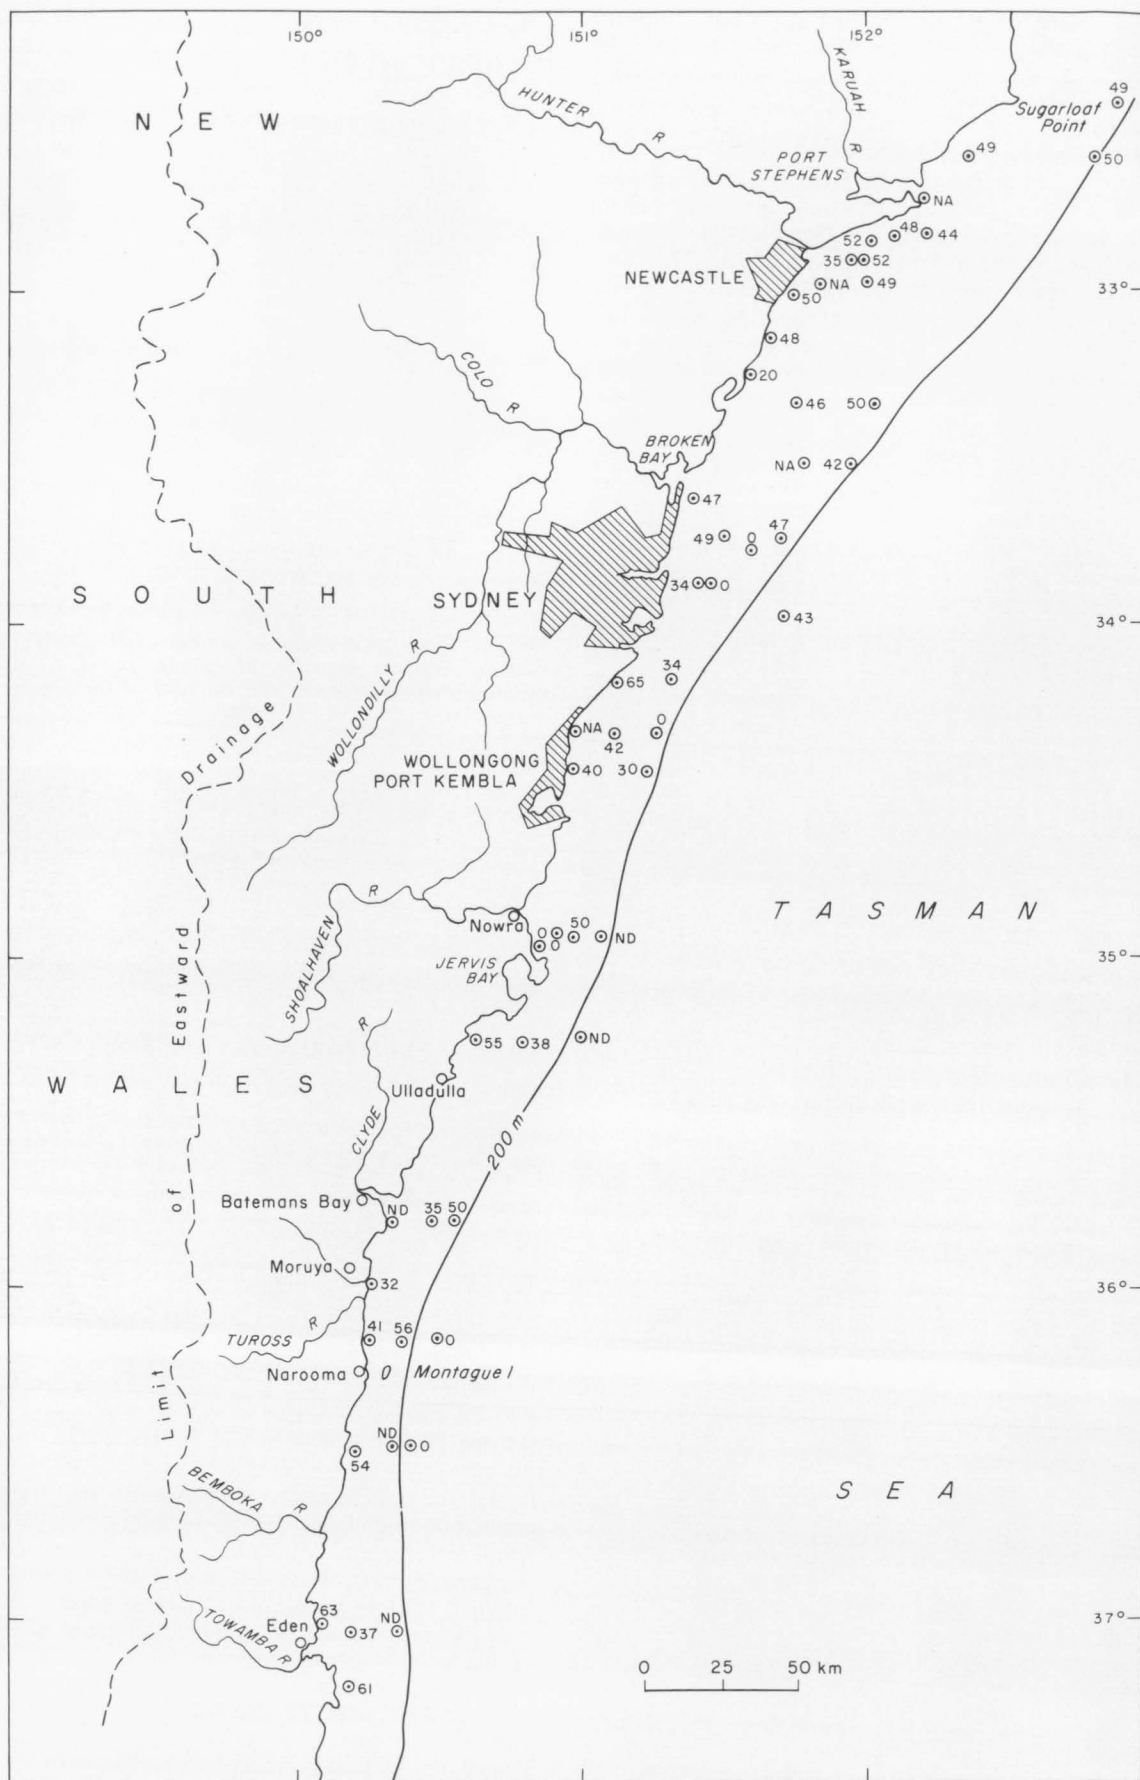 150° 151° 152°
NEW
SOUTH
WALES
HUNTER R
KARUAH R
PORT
STEPHENS
Sugarloaf
Point
49
50
49
NA
48
44
52
35
52
NA
49
50
NEWCASTLE
33°
48
20
46
50
COLO R
BROKEN
BAY
NA
42
47
49
0
47
34
0
SYDNEY
43
34°
WOLLONDILLY R
65
34
NA
42
0
WOLLONGONG
PORT KEMBLA
40
30
Drainage
Eastward
of
Limit
SHOALHAVEN R
Nowra
0
0
50
ND
TASMAN
SEA
JERVIS
BAY
35°
55
38
ND
Ulladulla
CLYDE R
200 m
Batemans Bay
ND
35
50
Moruya
32
36°
TUROSS R
41
56
0
Narooma
Montague I
ND
0
54
BEMBOKA R
63
ND
37
Eden
TOWAMBA R
37°
61
0 25 50 km